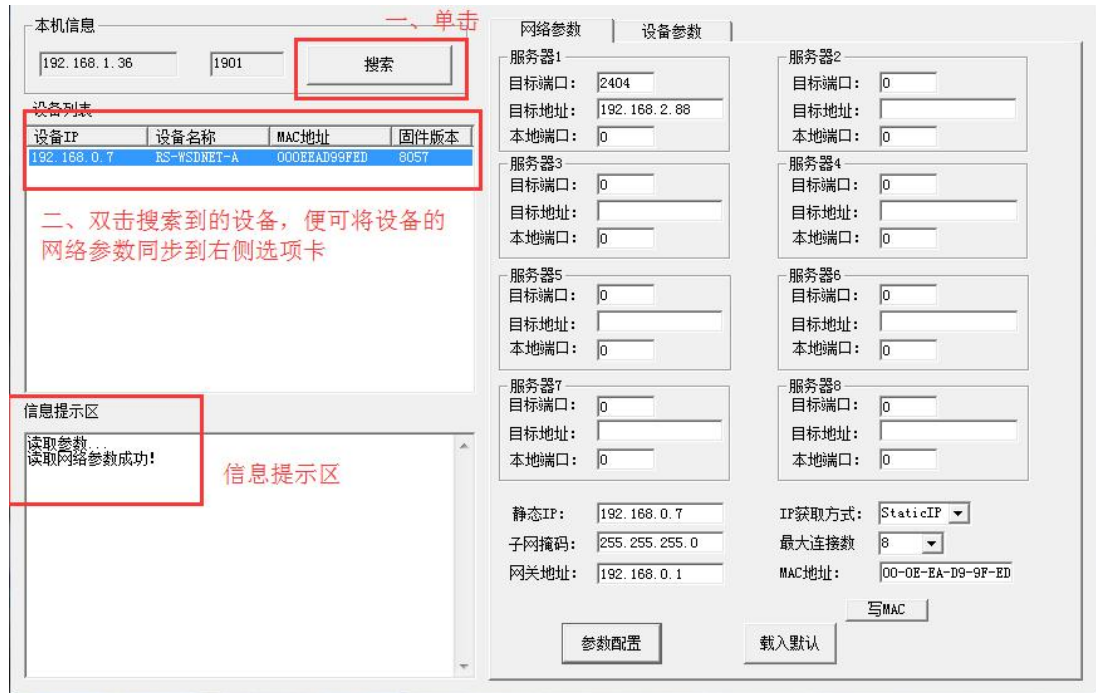 本机信息
一、单击
192.168.1.36
1901
搜索
设备列表
设备IP
设备名称
MAC地址
固件版本
192.168.0.7
RS-WSDNET-A
000EEAD99FED
8057
二、双击搜索到的设备，便可将设备的
网络参数同步到右侧选项卡
信息提示区
读取参数...
读取网络参数成功!
信息提示区
网络参数
设备参数
服务器1
目标端口: 2404
目标地址: 192.168.2.88
本地端口: 0
服务器2
目标端口: 0
目标地址:
本地端口: 0
服务器3
目标端口: 0
目标地址:
本地端口: 0
服务器4
目标端口: 0
目标地址:
本地端口: 0
服务器5
目标端口: 0
目标地址:
本地端口: 0
服务器6
目标端口: 0
目标地址:
本地端口: 0
服务器7
目标端口: 0
目标地址:
本地端口: 0
服务器8
目标端口: 0
目标地址:
本地端口: 0
静态IP: 192.168.0.7
IP获取方式: StaticIP
子网掩码: 255.255.255.0
最大连接数 8
网关地址: 192.168.0.1
MAC地址: 00-0E-EA-D9-9F-ED
写MAC
参数配置
载入默认